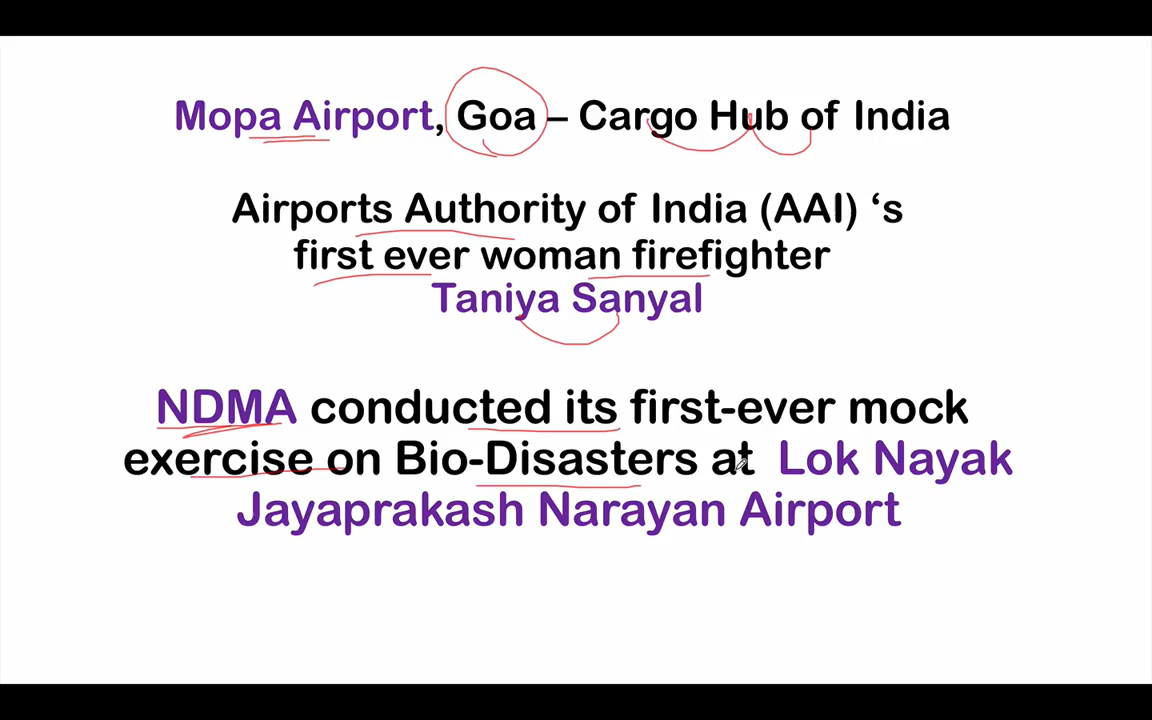 Mopa Airport, Goa – Cargo Hub of India
Airports Authority of India (AAI) ‘s
first ever woman firefighter
Taniya Sanyal
NDMA conducted its first-ever mock
exercise on Bio-Disasters at Lok Nayak
Jayaprakash Narayan Airport